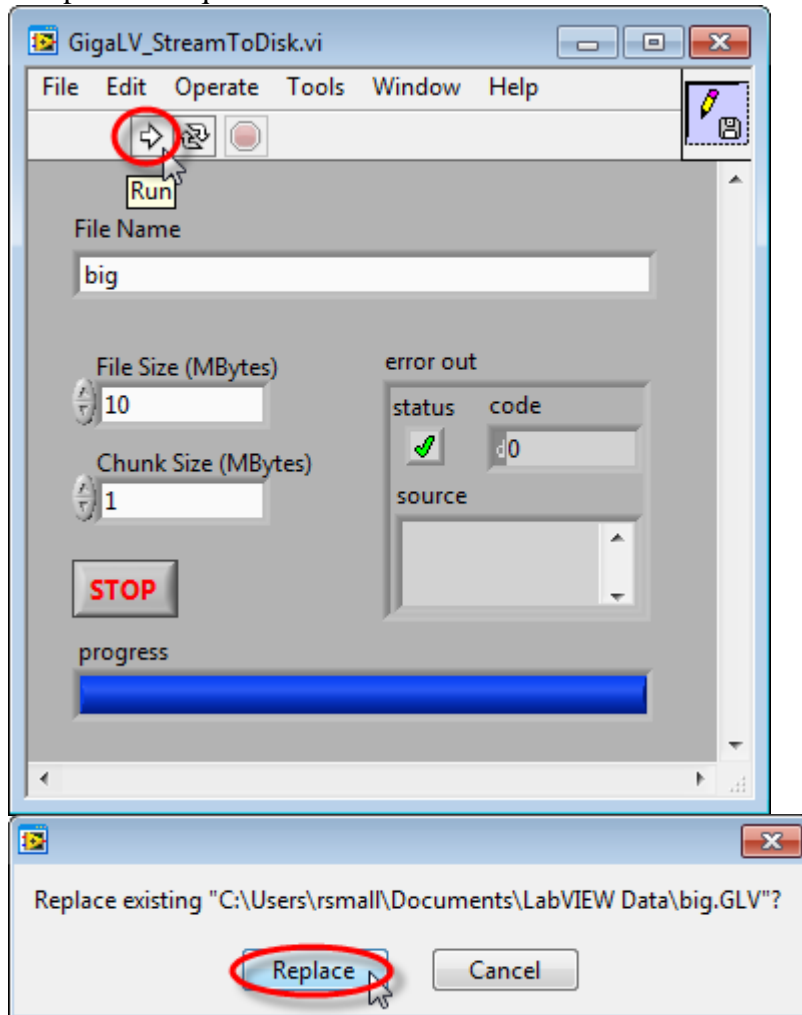 GigaLV_StreamToDisk.vi
File Edit Operate Tools Window Help
Run
File Name
big
File Size (MBytes)
10
Chunk Size (MBytes)
1
error out
status code
d0
source
STOP
progress
Replace existing "C:\Users\rsmall\Documents\LabVIEW Data\big.GLV"?
Replace Cancel